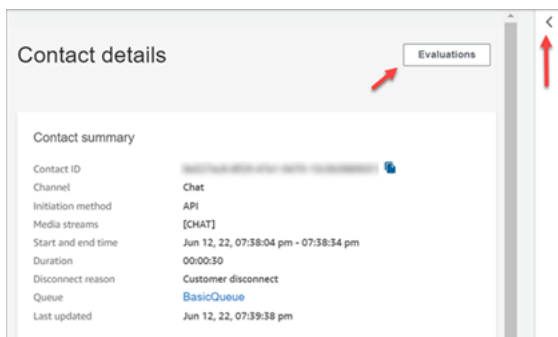 Contact details
Evaluations
Contact summary
Contact ID
Channel Chat
Initiation method API
Media streams [CHAT]
Start and end time Jun 12, 22, 07:38:04 pm - 07:38:34 pm
Duration 00:00:30
Disconnect reason Customer disconnect
Queue BasicQueue
Last updated Jun 12, 22, 07:39:38 pm